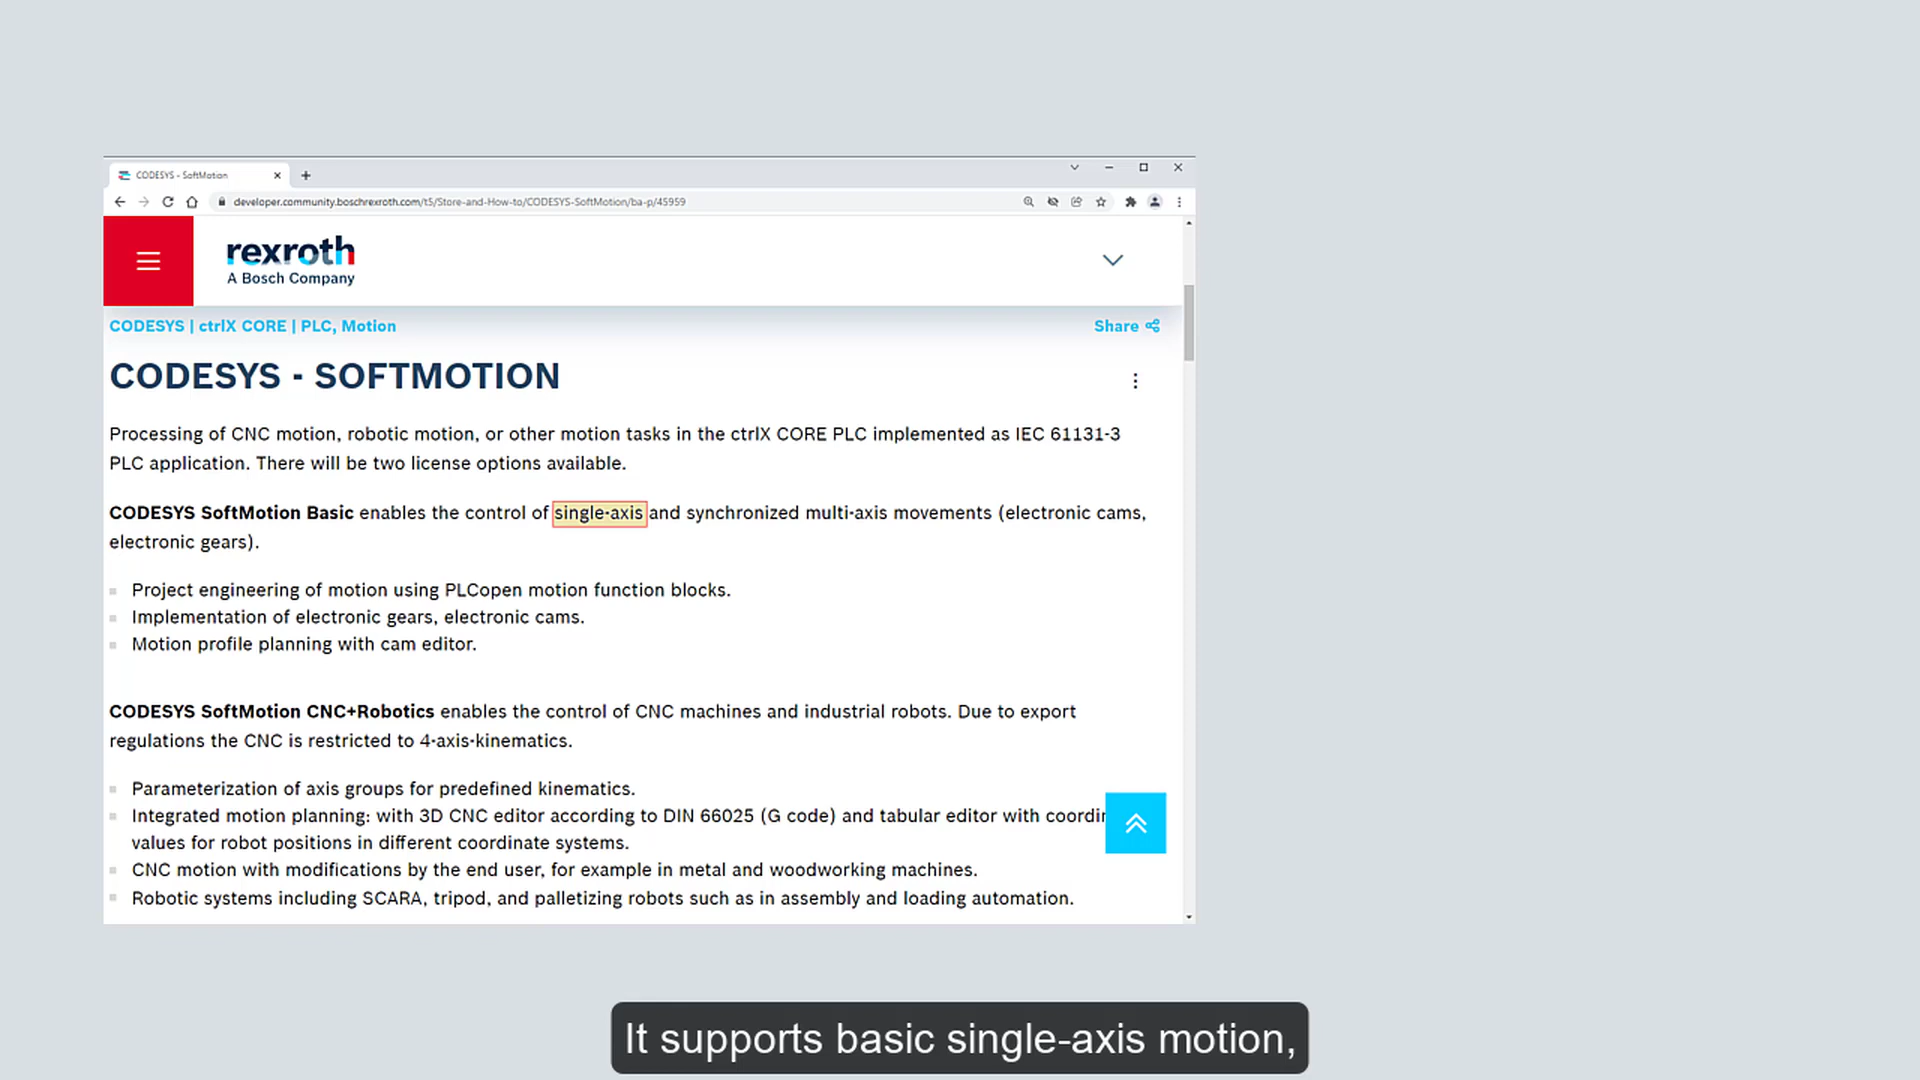 CODESYS - SoftMotion
developer.community.boschrexroth.com/t5/Store-and-How-to/CODESYS-SoftMotion/ba-p/45959
rexroth
A Bosch Company
CODESYS | ctrlX CORE | PLC, Motion
Share
CODESYS - SOFTMOTION
Processing of CNC motion, robotic motion, or other motion tasks in the ctrlX CORE PLC implemented as IEC 61131-3
PLC application. There will be two license options available.
CODESYS SoftMotion Basic enables the control of single-axis and synchronized multi-axis movements (electronic cams,
electronic gears).
Project engineering of motion using PLCopen motion function blocks.
Implementation of electronic gears, electronic cams.
Motion profile planning with cam editor.
CODESYS SoftMotion CNC+Robotics enables the control of CNC machines and industrial robots. Due to export
regulations the CNC is restricted to 4-axis-kinematics.
Parameterization of axis groups for predefined kinematics.
Integrated motion planning: with 3D CNC editor according to DIN 66025 (G code) and tabular editor with coordin
values for robot positions in different coordinate systems.
CNC motion with modifications by the end user, for example in metal and woodworking machines.
Robotic systems including SCARA, tripod, and palletizing robots such as in assembly and loading automation.
It supports basic single-axis motion,